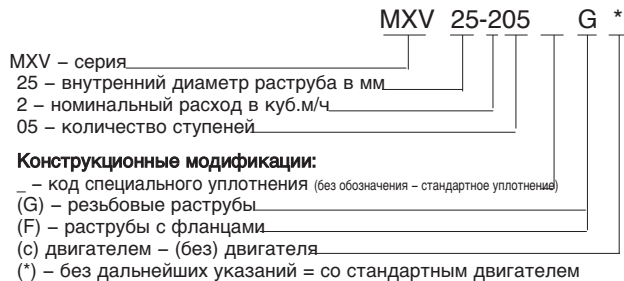 MXV 25-205 _ G *
MXV – серия
25 – внутренний диаметр раструба в мм
2 – номинальный расход в куб.м/ч
05 – количество ступеней
Конструкционные модификации:
_ – код специального уплотнения (без обозначения – стандартное уплотнение)
(G) – резьбовые раструбы
(F) – раструбы с фланцами
(с) двигателем – (без) двигателя
(*) – без дальнейших указаний = со стандартным двигателем